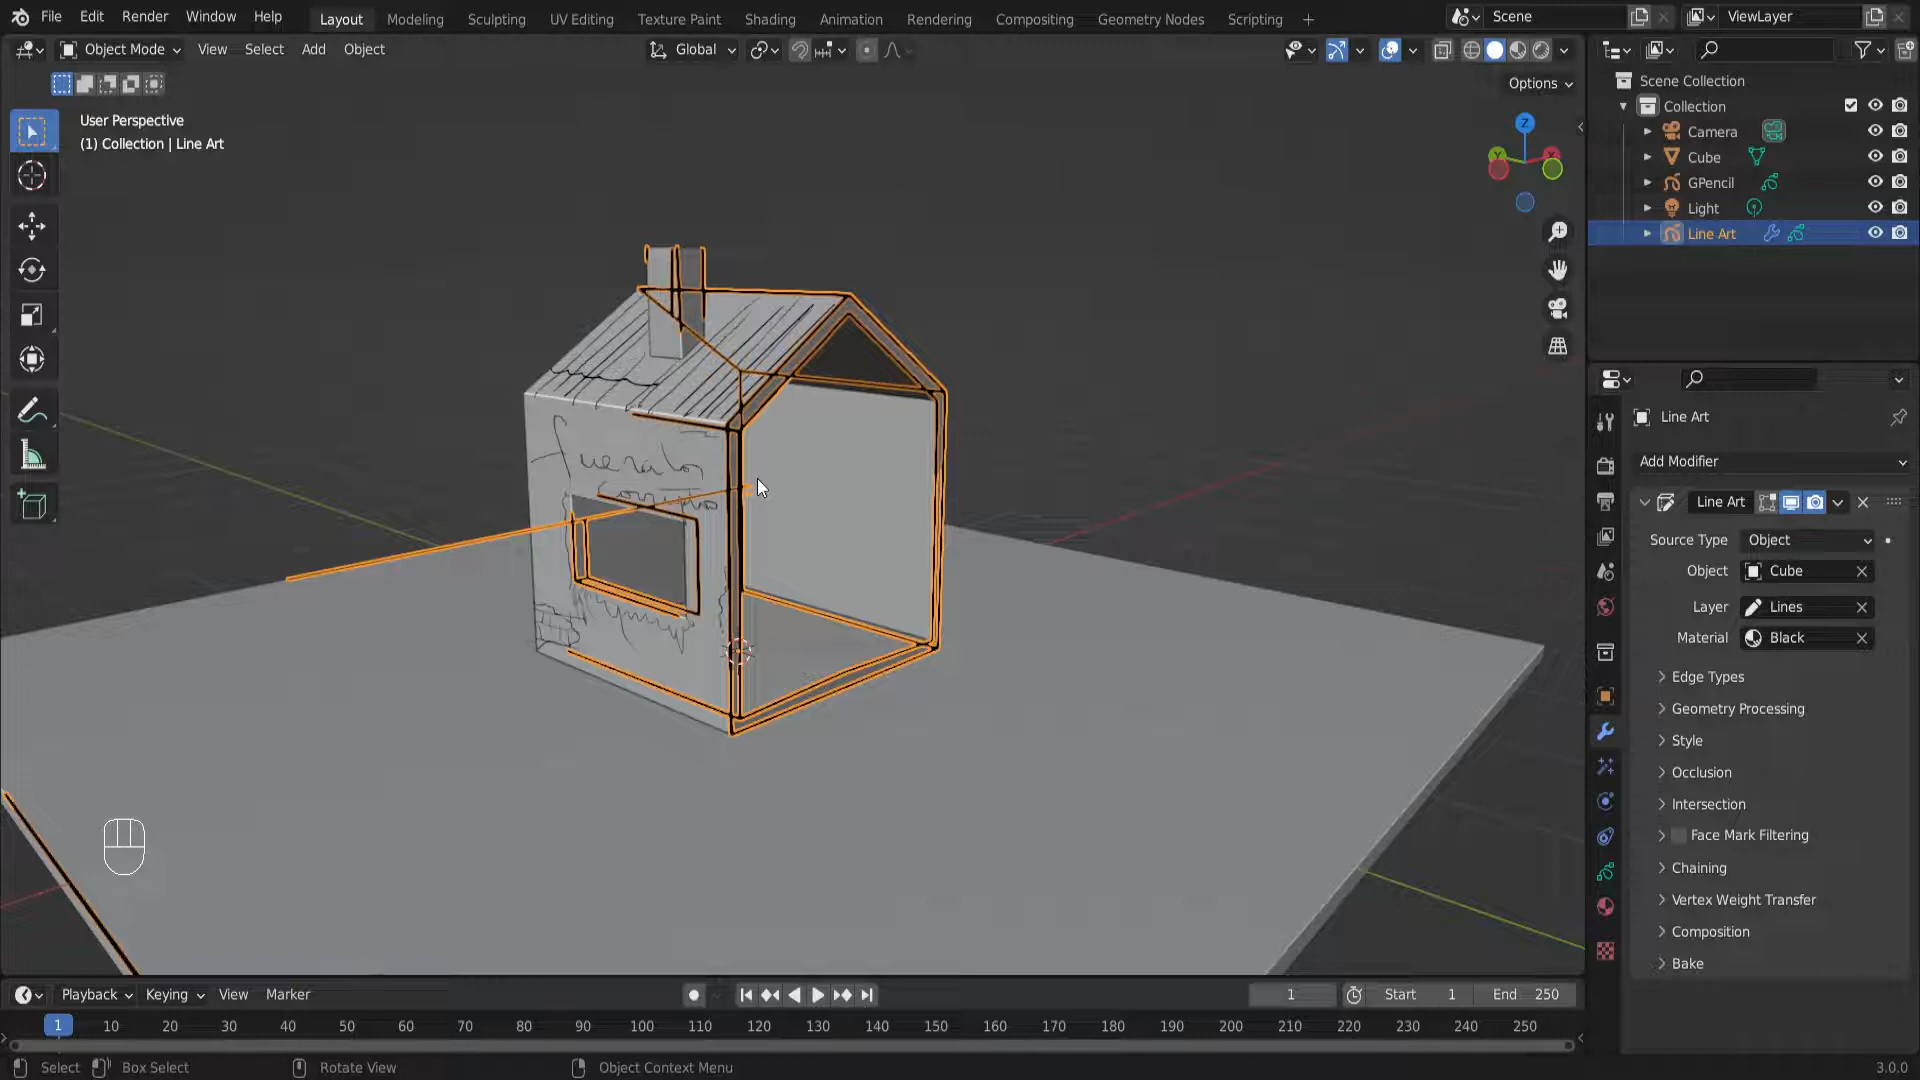 File Edit Render Window Help Layout Modeling Sculpting UV Editing Texture Paint Shading Animation Rendering Compositing Geometry Nodes Scripting + Scene ViewLayer
Object Mode View Select Add Object Global
Options
User Perspective
(1) Collection | Line Art
Z
Scene Collection
Collection
Camera
Cube
GPencil
Light
Line Art
Line Art
Add Modifier
Line Art
Source Type Object
Object Cube
Layer Lines
Material Black
Edge Types
Geometry Processing
Style
Occlusion
Intersection
Face Mark Filtering
Chaining
Vertex Weight Transfer
Composition
Bake
Playback Keying View Marker 1 Start 1 End 250
1 10 20 30 40 50 60 70 80 90 100 110 120 130 140 150 160 170 180 190 200 210 220 230 240 250
Select Box Select Rotate View Object Context Menu 3.0.0